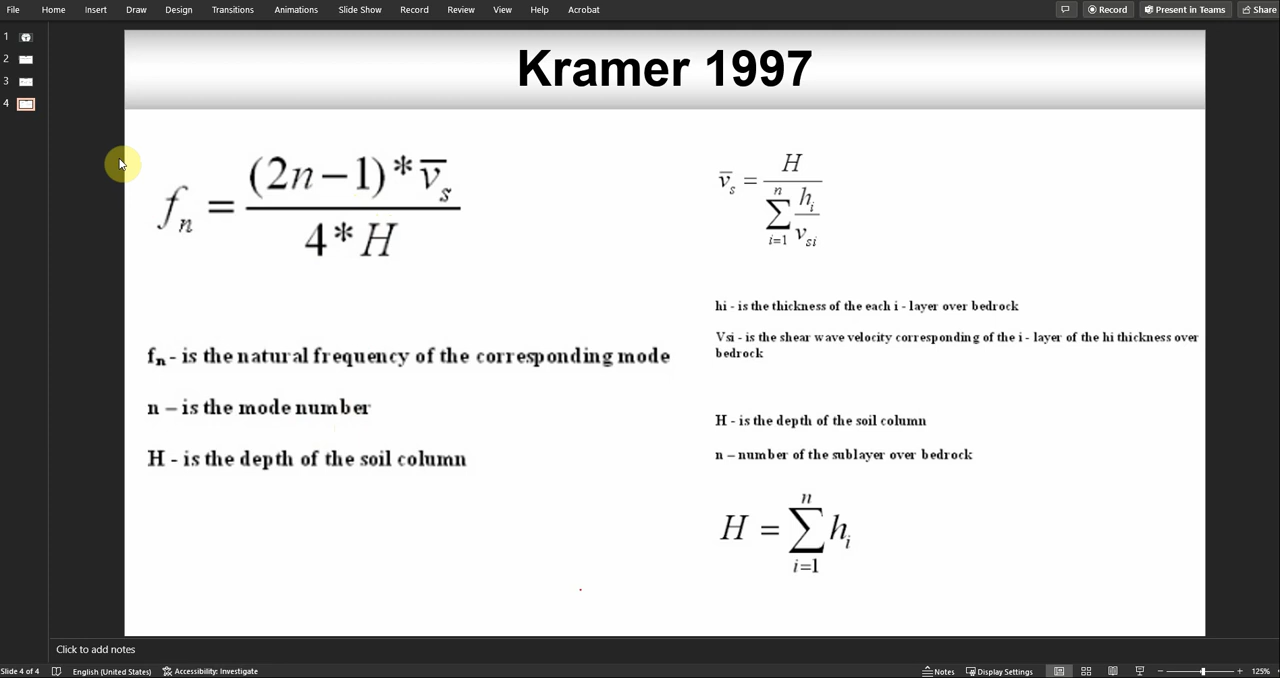 File Home Insert Draw Design Transitions Animations Slide Show Record Review View Help Acrobat Record Present in Teams Share
1
2
3
4
Kramer 1997
fn = (2n−1)*v̅s / 4*H
v̅s = H / ∑ i=1 n hi / vsi
fn - is the natural frequency of the corresponding mode
n – is the mode number
H - is the depth of the soil column
hi - is the thickness of the each i - layer over bedrock
Vsi - is the shear wave velocity corresponding of the i - layer of the hi thickness over
bedrock
H - is the depth of the soil column
n – number of the sublayer over bedrock
H = ∑ i=1 n hi
Click to add notes
Slide 4 of 4 English (United States) Accessibility: Investigate Notes Display Settings 125%